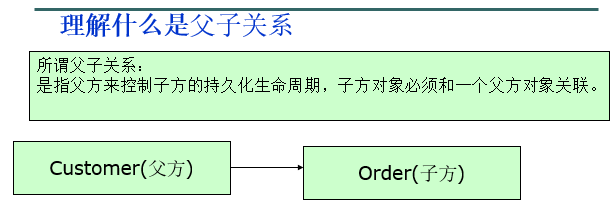 理解什么是父子关系
所谓父子关系：
是指父方来控制子方的持久化生命周期，子方对象必须和一个父方对象关联。
Customer(父方)
Order(子方)